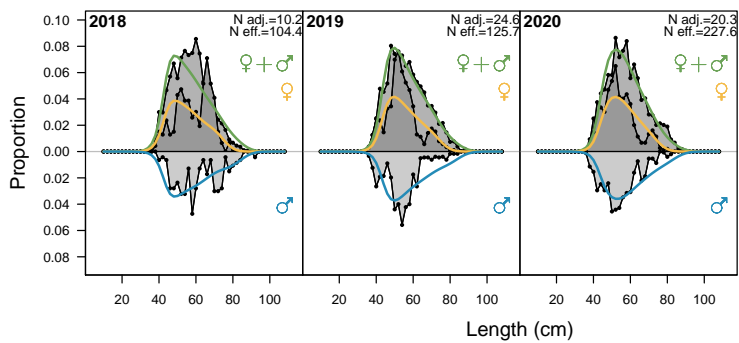 2018
N adj.=10.2
N eff.=104.4
♀+♂
♀
♂
2019
N adj.=24.6
N eff.=125.7
♀+♂
♀
♂
2020
N adj.=20.3
N eff.=227.6
♀+♂
♀
♂
Proportion
0.10
0.08
0.06
0.04
0.02
0.00
0.02
0.04
0.06
0.08
20 40 60 80 100
20 40 60 80 100
20 40 60 80 100
Length (cm)